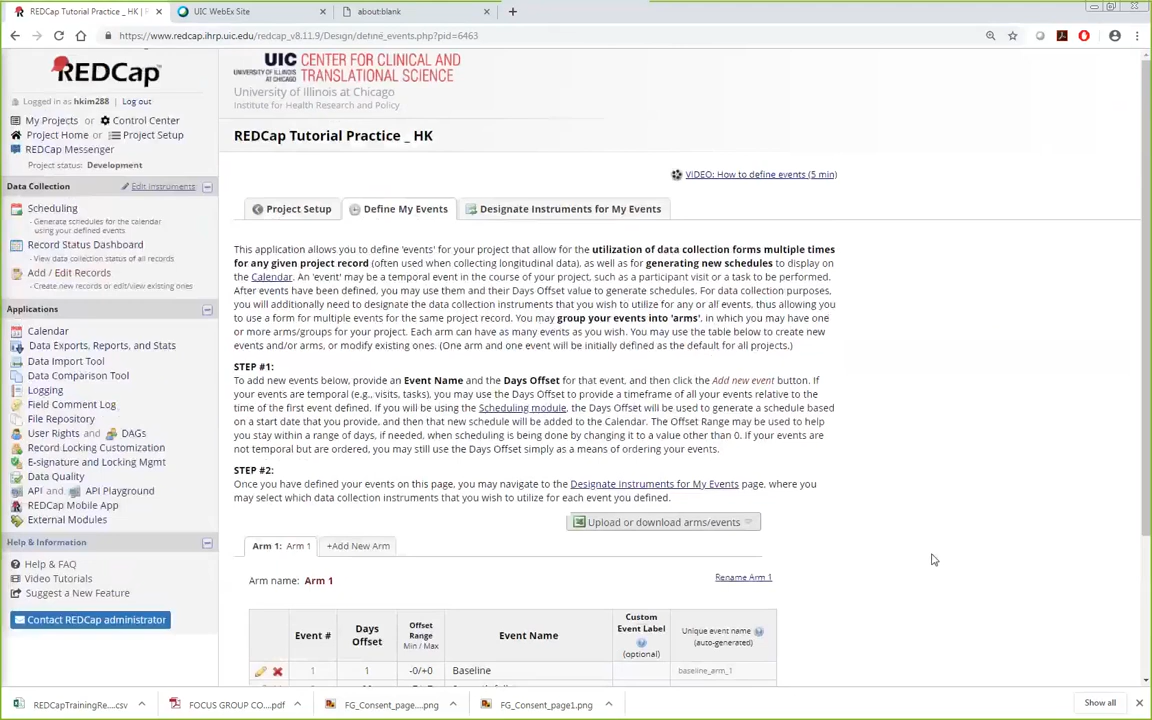 REDCap Tutorial Practice _ HK |
UIC WebEx Site
about:blank
https://www.redcap.ihrp.uic.edu/redcap_v8.11.9/Design/define_events.php?pid=6463
REDCap
Logged in as hkim288 | Log out
My Projects or Control Center
Project Home or Project Setup
REDCap Messenger
Project status: Development
Data Collection Edit instruments
Scheduling
- Generate schedules for the calendar
using your defined events
Record Status Dashboard
- View data collection status of all records
Add / Edit Records
- Create new records or edit/view existing ones
Applications
Calendar
Data Exports, Reports, and Stats
Data Import Tool
Data Comparison Tool
Logging
Field Comment Log
File Repository
User Rights and DAGs
Record Locking Customization
E-signature and Locking Mgmt
Data Quality
API and API Playground
REDCap Mobile App
External Modules
Help & Information
Help & FAQ
Video Tutorials
Suggest a New Feature
Contact REDCap administrator
UIC CENTER FOR CLINICAL AND
UNIVERSITY OF ILLINOIS AT CHICAGO TRANSLATIONAL SCIENCE
University of Illinois at Chicago
Institute for Health Research and Policy
REDCap Tutorial Practice _ HK
VIDEO: How to define events (5 min)
Project Setup
Define My Events
Designate Instruments for My Events
This application allows you to define 'events' for your project that allow for the utilization of data collection forms multiple times
for any given project record (often used when collecting longitudinal data), as well as for generating new schedules to display on
the Calendar. An 'event' may be a temporal event in the course of your project, such as a participant visit or a task to be performed.
After events have been defined, you may use them and their Days Offset value to generate schedules. For data collection purposes,
you will additionally need to designate the data collection instruments that you wish to utilize for any or all events, thus allowing you
to use a form for multiple events for the same project record. You may group your events into 'arms', in which you may have one
or more arms/groups for your project. Each arm can have as many events as you wish. You may use the table below to create new
events and/or arms, or modify existing ones. (One arm and one event will be initially defined as the default for all projects.)
STEP #1:
To add new events below, provide an Event Name and the Days Offset for that event, and then click the Add new event button. If
your events are temporal (e.g., visits, tasks), you may use the Days Offset to provide a timeframe of all your events relative to the
time of the first event defined. If you will be using the Scheduling module, the Days Offset will be used to generate a schedule based
on a start date that you provide, and then that new schedule will be added to the Calendar. The Offset Range may be used to help
you stay within a range of days, if needed, when scheduling is being done by changing it to a value other than 0. If your events are
not temporal but are ordered, you may still use the Days Offset simply as a means of ordering your events.
STEP #2:
Once you have defined your events on this page, you may navigate to the Designate Instruments for My Events page, where you
may select which data collection instruments that you wish to utilize for each event you defined.
Upload or download arms/events
Arm 1: Arm 1 +Add New Arm
Arm name: Arm 1
Rename Arm 1
Event #
Days
Offset
Offset
Range
Min / Max
Event Name
Custom
Event Label
(optional)
Unique event name
(auto-generated)
1 1 -0/+0 Baseline baseline_arm_1
REDCapTrainingRe....csv
FOCUS GROUP CO....pdf
FG_Consent_page....png
FG_Consent_page1.png
Show all